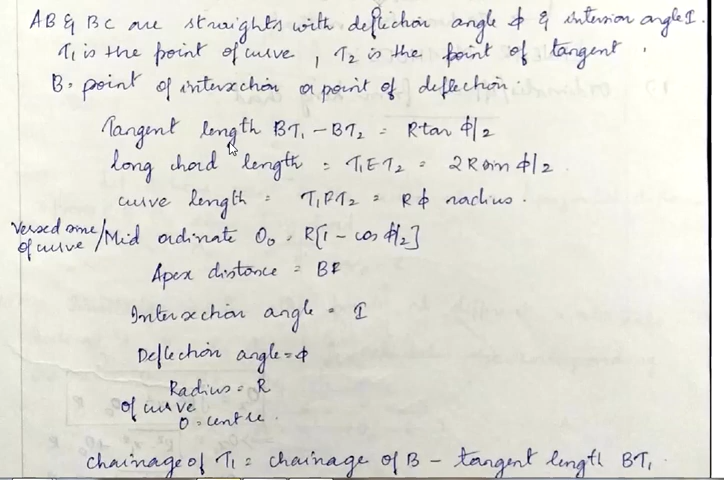 AB & BC are straights with deflection angle ϕ & interior angle I.
T₁ is the point of curve, T₂ is the point of tangent.
B. point of intersection or point of deflection.
Tangent length BT₁ - BT₂ = R tan ϕ/2
long chord length = T₁ET₂ = 2R sin ϕ/2.
curve length = T₁FT₂ = Rϕ radius.
Versed sine of curve / Mid ordinate O₀ = R[1 - cos ϕ/2]
Apex distance = BF
Intersection angle = I
Deflection angle = ϕ
Radius = R
of curve
O = centre.
chainage of T₁ = chainage of B - tangent length BT₁.